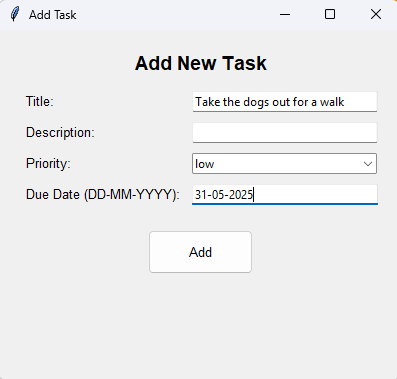 Add Task
Add New Task
Title: Take the dogs out for a walk
Description:
Priority: low
Due Date (DD-MM-YYYY): 31-05-2025
Add